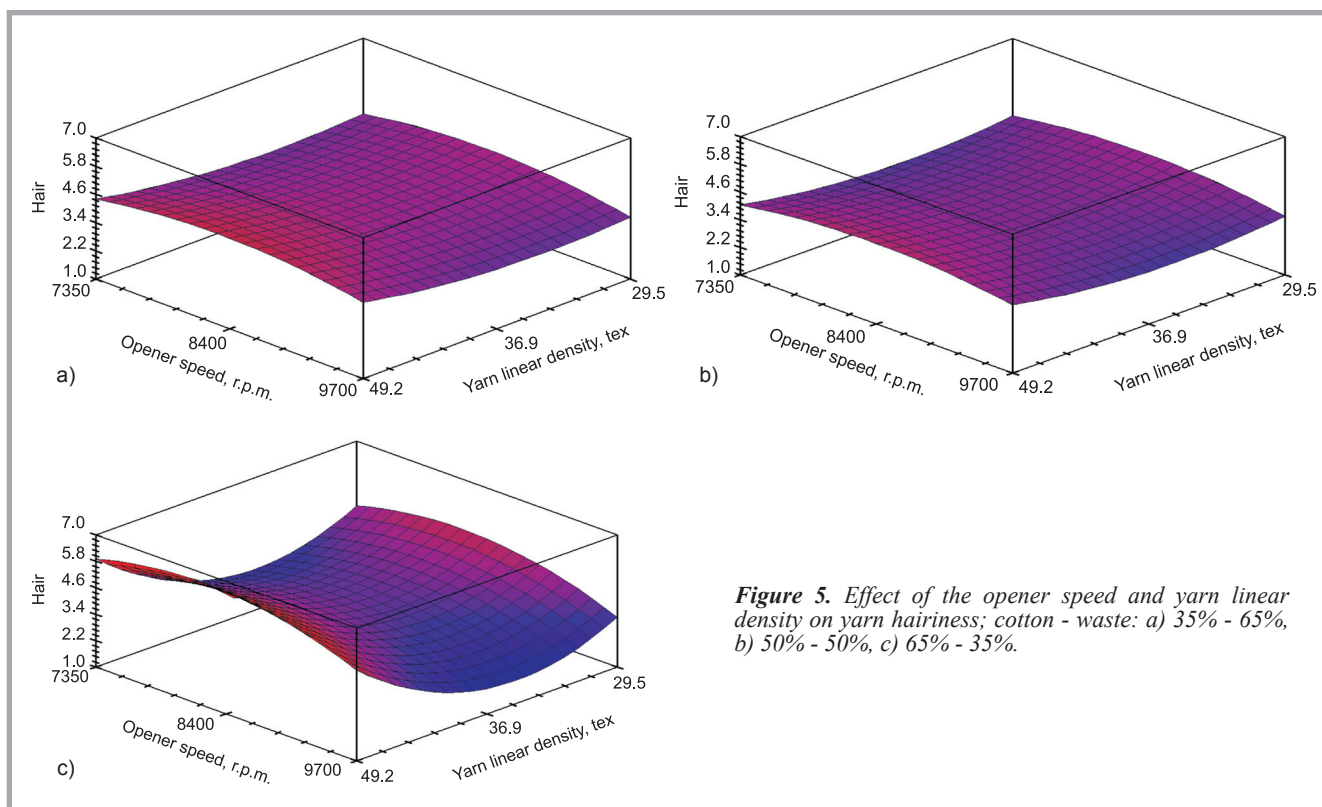 7.0
5.8
4.6
3.4
2.2
1.0
Hair
7350
8400
9700
Opener speed, r.p.m.
49.2
36.9
29.5
Yarn linear density, tex
a)
7.0
5.8
4.6
3.4
2.2
1.0
Hair
7350
8400
9700
Opener speed, r.p.m.
49.2
36.9
29.5
Yarn linear density, tex
b)
7.0
5.8
4.6
3.4
2.2
1.0
Hair
7350
8400
9700
Opener speed, r.p.m.
49.2
36.9
29.5
Yarn linear density, tex
c)
Figure 5. Effect of the opener speed and yarn linear
density on yarn hairiness; cotton - waste: a) 35% - 65%,
b) 50% - 50%, c) 65% - 35%.